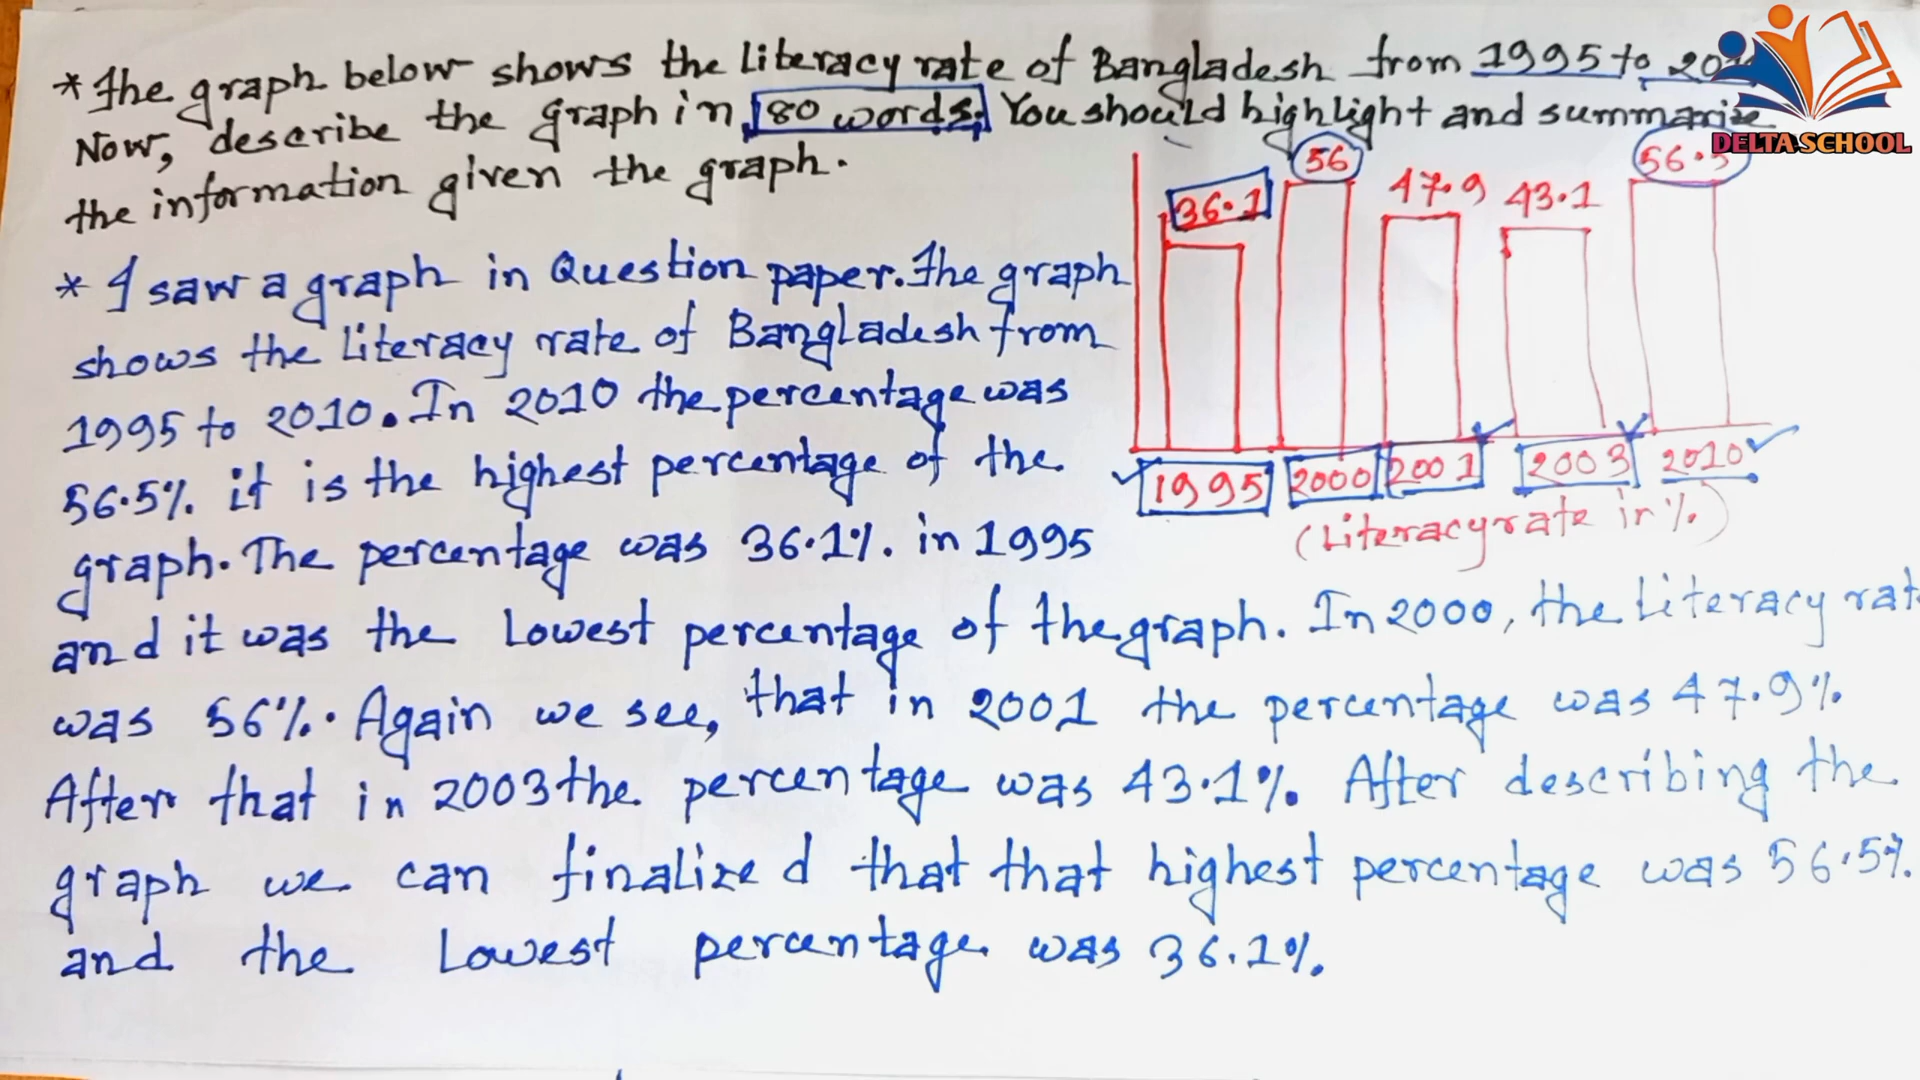 * The graph below shows the literacy rate of Bangladesh from 1995 to
Now, describe the graph in 80 words. You should highlight and summarize
the information given the graph.
DELTA SCHOOL
36.1 56 47.9 43.1 56.5
1995 2000 2001 2003 2010
(Literacy rate in %)
* I saw a graph in Question paper. The graph
shows the literacy rate of Bangladesh from
1995 to 2010. In 2010 the percentage was
56.5% it is the highest percentage of the
graph. The percentage was 36.1% in 1995
and it was the lowest percentage of the graph. In 2000, the literacy rate
was 56%. Again we see, that in 2001 the percentage was 47.9%
After that in 2003 the percentage was 43.1%. After describing the
graph we can finalized that that highest percentage was 56.5%
and the lowest percentage was 36.1%.